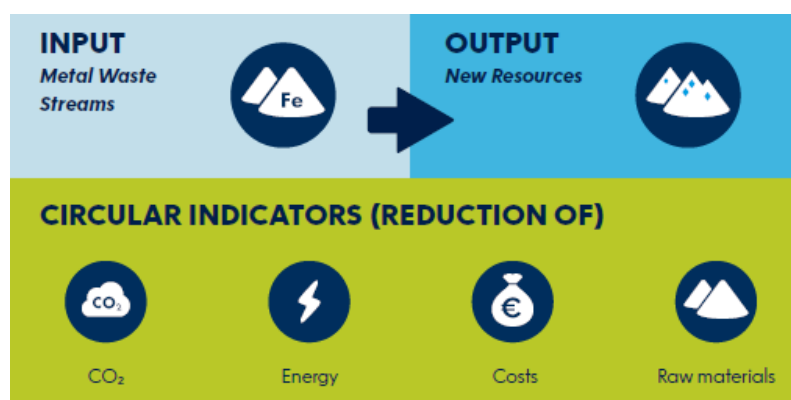 INPUT
Metal Waste
Streams
Fe
OUTPUT
New Resources
CIRCULAR INDICATORS (REDUCTION OF)
CO₂
€
CO₂
Energy
Costs
Raw materials